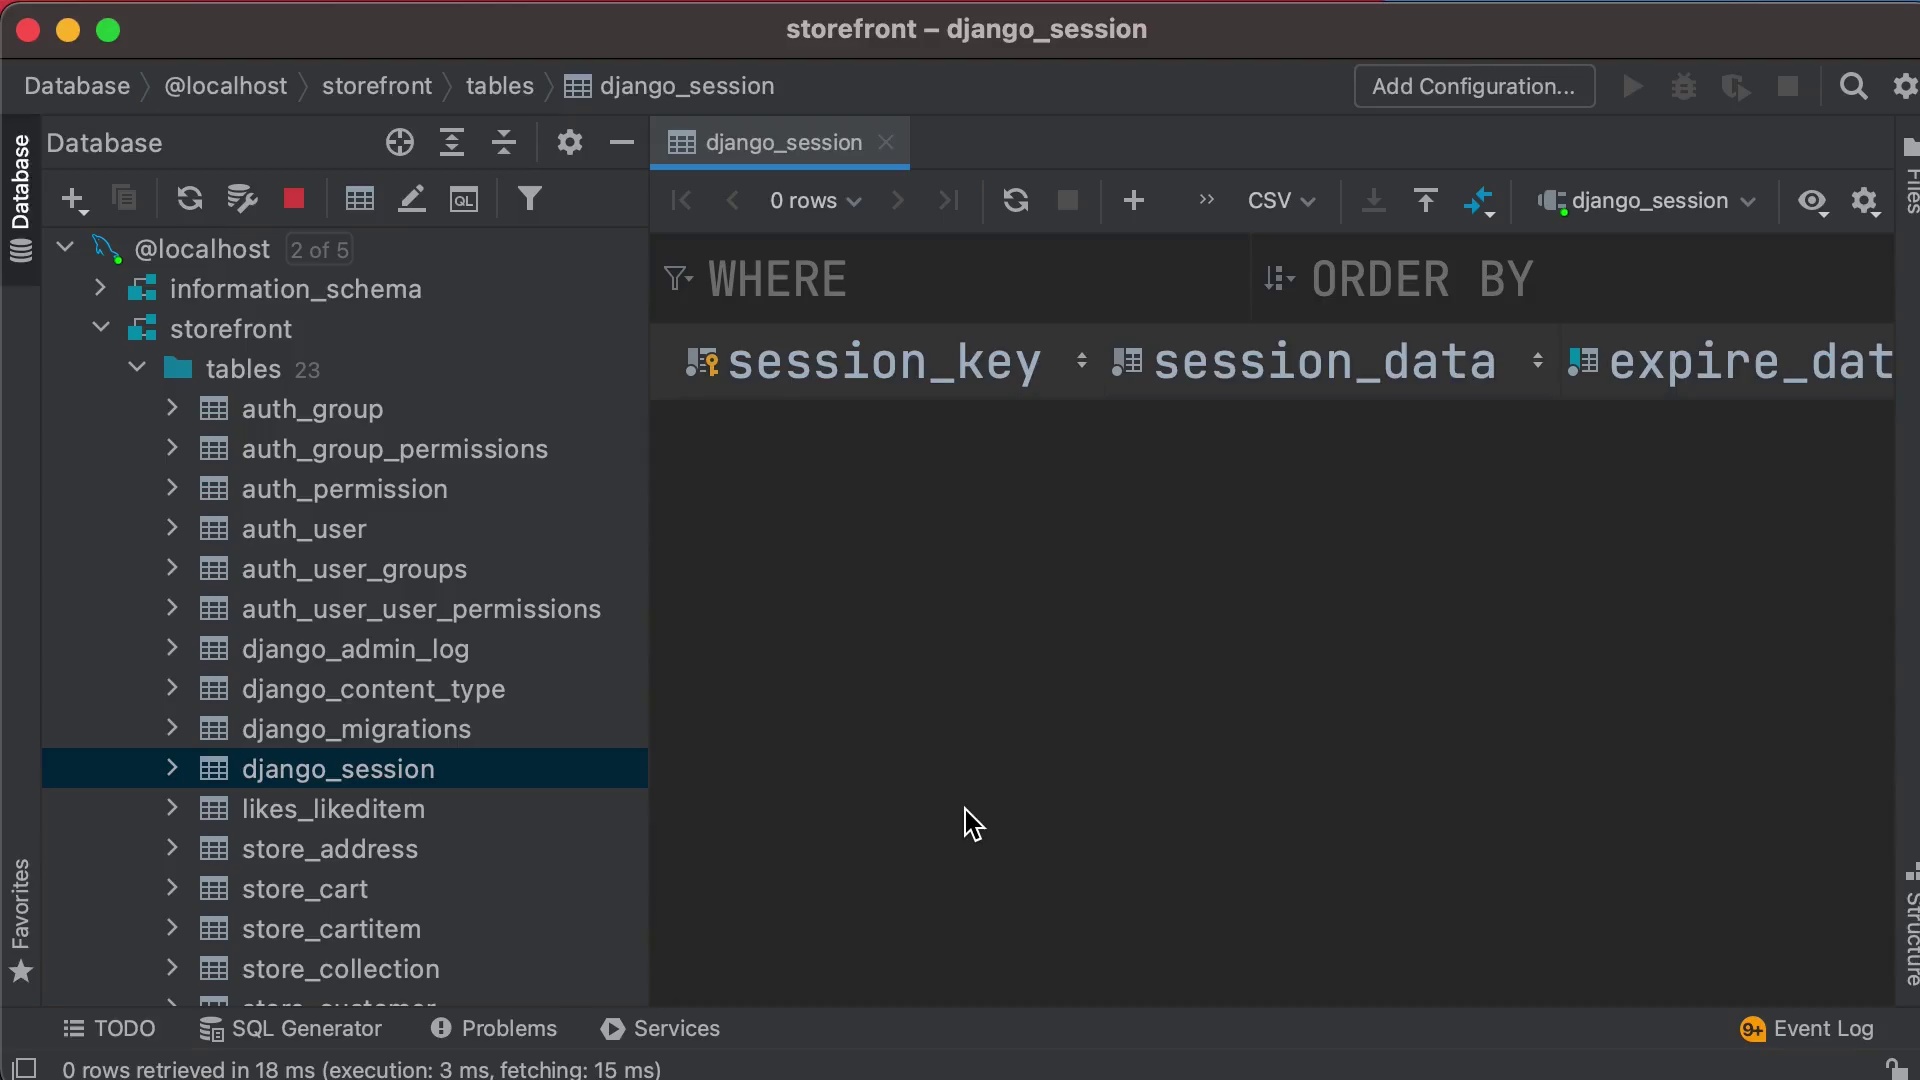 storefront – django_session
Database
@localhost
storefront
tables
django_session
Add Configuration...
Database
Database
django_session
0 rows
CSV
django_session
Files
@localhost 2 of 5
information_schema
storefront
tables 23
auth_group
auth_group_permissions
auth_permission
auth_user
auth_user_groups
auth_user_user_permissions
django_admin_log
django_content_type
django_migrations
django_session
likes_likeditem
store_address
store_cart
store_cartitem
store_collection
WHERE
ORDER BY
session_key
session_data
expire_dat
QL
Favorites
Structure
TODO
SQL Generator
Problems
Services
9+ Event Log
0 rows retrieved in 18 ms (execution: 3 ms, fetching: 15 ms)